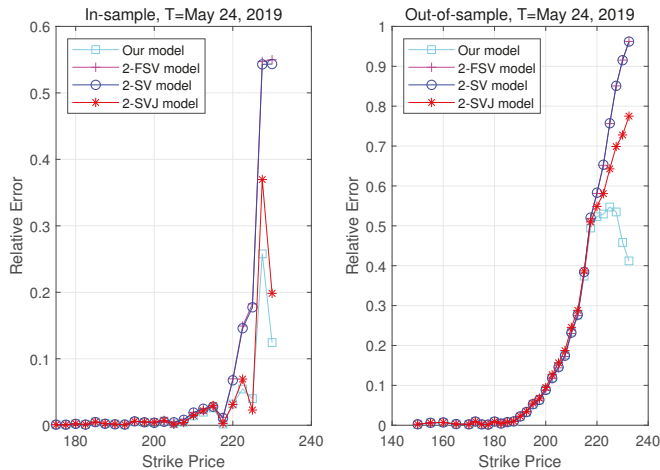 In-sample, T=May 24, 2019
0.6
0.5
0.4
0.3
0.2
0.1
0
Relative Error
Our model
2-FSV model
2-SV model
2-SVJ model
180
200
220
240
Strike Price
Out-of-sample, T=May 24, 2019
1
0.9
0.8
0.7
0.6
0.5
0.4
0.3
0.2
0.1
0
Relative Error
Our model
2-FSV model
2-SV model
2-SVJ model
140
160
180
200
220
240
Strike Price